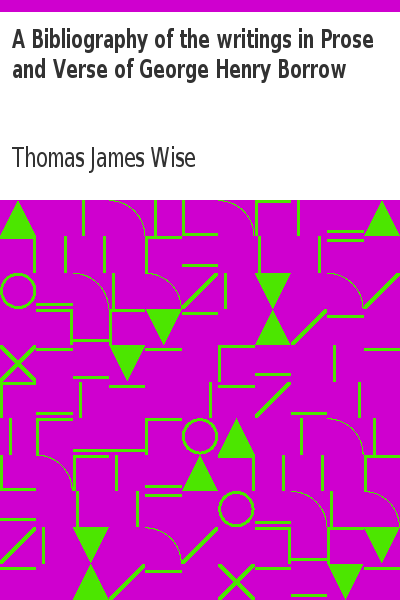 A Bibliography of the writings in Prose
and Verse of George Henry Borrow
Thomas James Wise